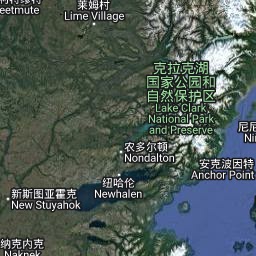 莱姆村
Lime Village
eetmute
克拉克湖
国家公园和
自然保护区
Lake Clark
National Park
and Preserve
农多尔顿
Nondalton
安克波因特
Anchor Point
纽哈伦
Newhalen
新斯图亚霍克
New Stuyahok
纳克内克
Naknek